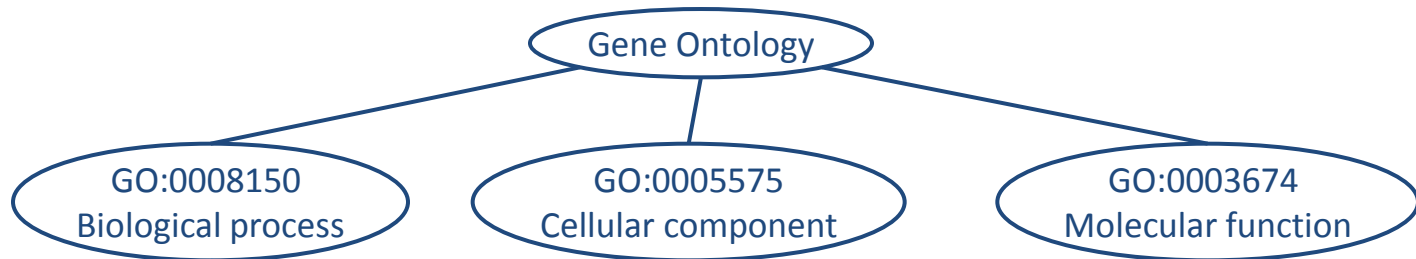 Gene Ontology
GO:0008150
Biological process
GO:0005575
Cellular component
GO:0003674
Molecular function